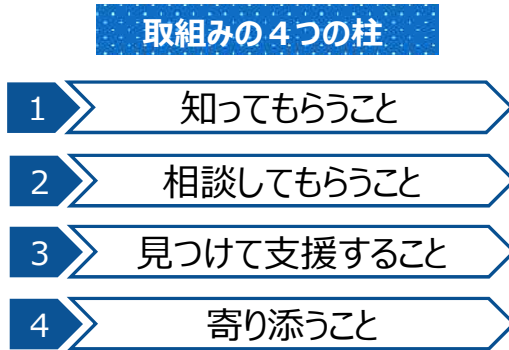 取組みの４つの柱
1 知ってもらうこと
2 相談してもらうこと
3 見つけて支援すること
4 寄り添うこと